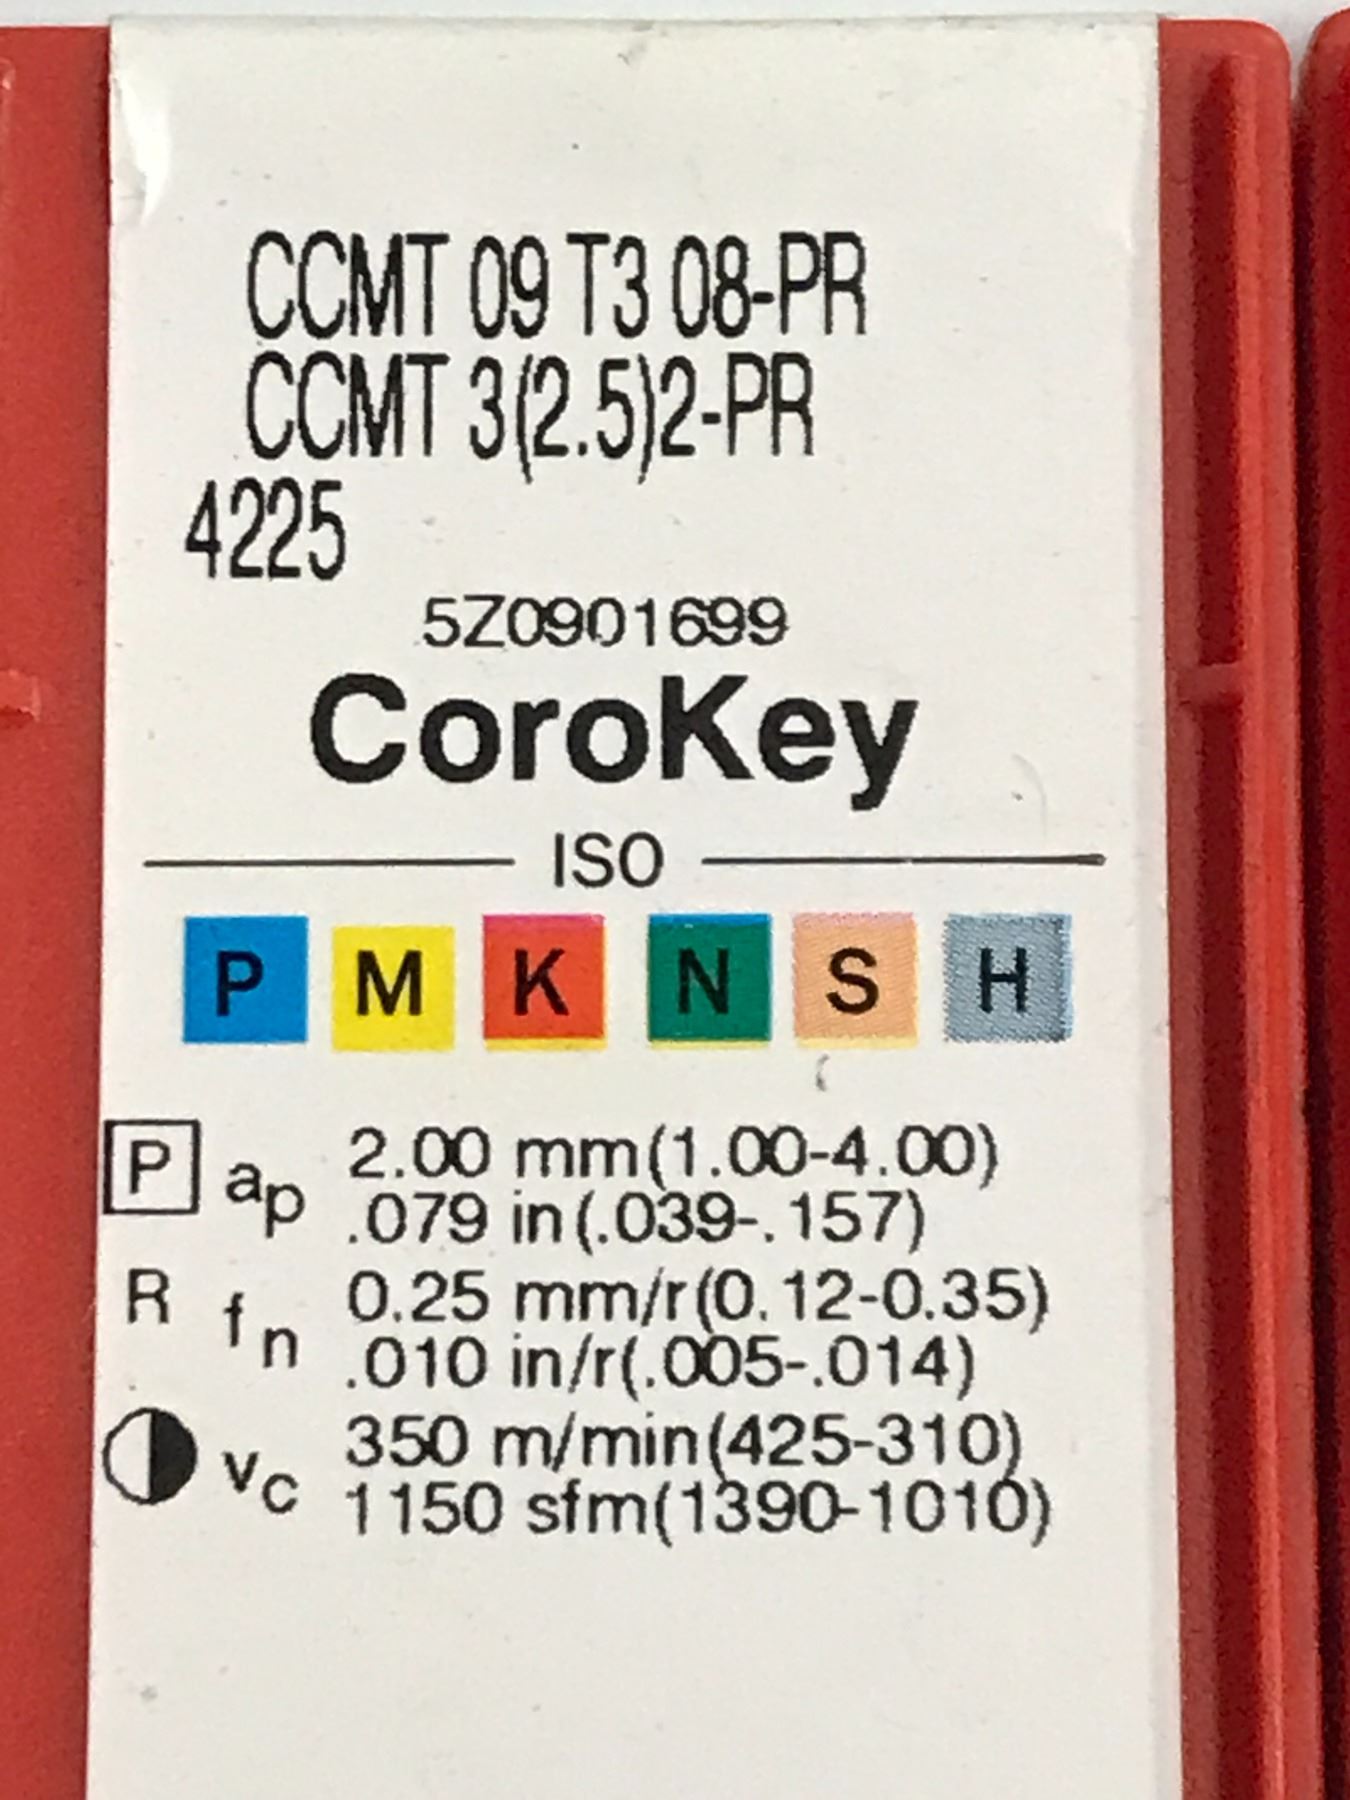 CCMT 09 T3 08-PR
CCMT 3(2.5)2-PR
4225
5Z0901699
CoroKey
ISO
P M K N S H
P ap 2.00 mm(1.00-4.00)
.079 in(.039-.157)
R fn 0.25 mm/r(0.12-0.35)
.010 in/r(.005-.014)
vc 350 m/min(425-310)
1150 sfm(1390-1010)